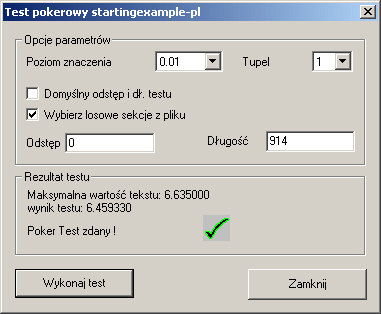 Test pokerowy startingexample-pl
Opcje parametrów
Poziom znaczenia 0.01 Tupel 1
Domyślny odstęp i dł. testu
Wybierz losowe sekcje z pliku
Odstęp 0 Długość 914
Rezultat testu
Maksymalna wartość tekstu: 6.635000
wynik testu: 6.459330
Poker Test zdany !
Wykonaj test Zamknij